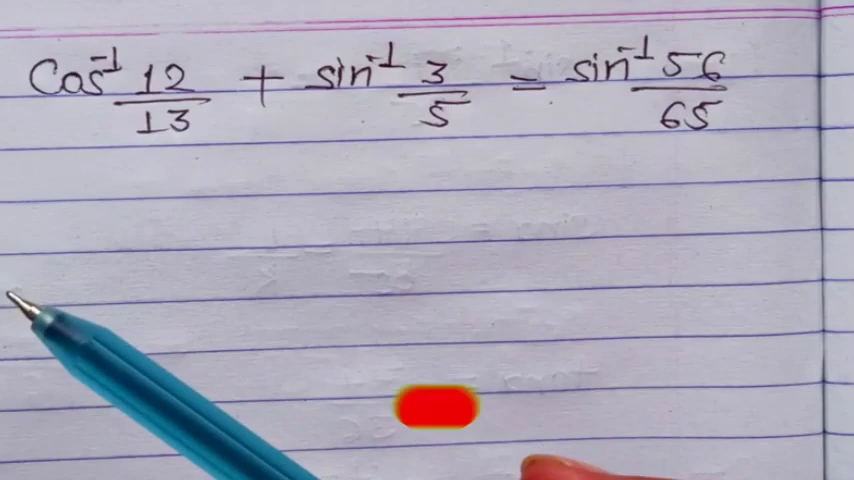 Cos⁻¹ 12/13 + sin⁻¹ 3/5 = sin⁻¹ 56/65